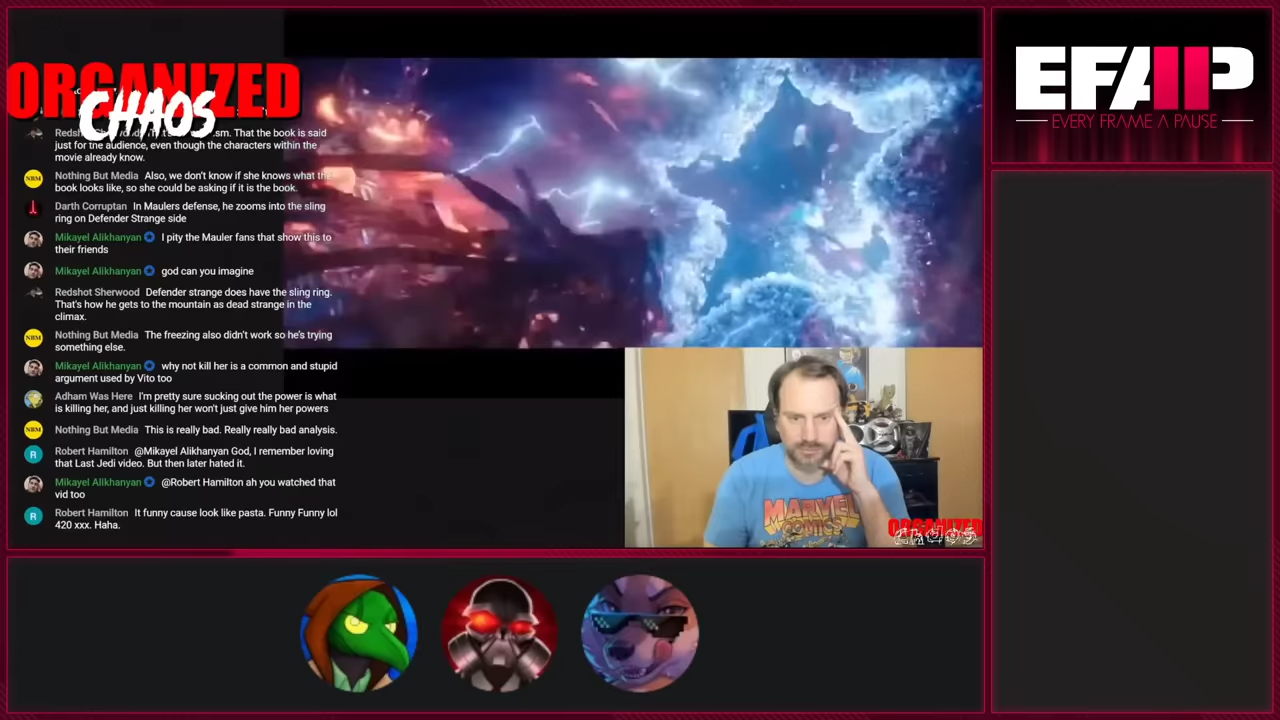 ORGANIZED
CHAOS
EFAP
EVERY FRAME A PAUSE
That the book is said
just for the audience, even though the characters within the
movie already know.
NBM
Nothing But Media Also, we don't know if she knows what the
book looks like, so she could be asking if it is the book.
Darth Corruptan In Maulers defense, he zooms into the sling
ring on Defender Strange side
Mikayel Alikhanyan I pity the Mauler fans that show this to
their friends
Mikayel Alikhanyan god can you imagine
Redshot Sherwood Defender strange does have the sling ring.
That's how he gets to the mountain as dead strange in the
climax.
NBM
Nothing But Media The freezing also didn't work so he's trying
something else.
Mikayel Alikhanyan why not kill her is a common and stupid
argument used by Vito too
Adham Was Here I'm pretty sure sucking out the power is what
is killing her, and just killing her won't just give him her powers
NBM
Nothing But Media This is really bad. Really really bad analysis.
R
Robert Hamilton @Mikayel Alikhanyan God, I remember loving
that Last Jedi video. But then later hated it.
Mikayel Alikhanyan @Robert Hamilton ah you watched that
vid too
R
Robert Hamilton It funny cause look like pasta. Funny Funny lol
420 xxx. Haha.
MARVEL
COMICS
ORGANIZED
CHAOS